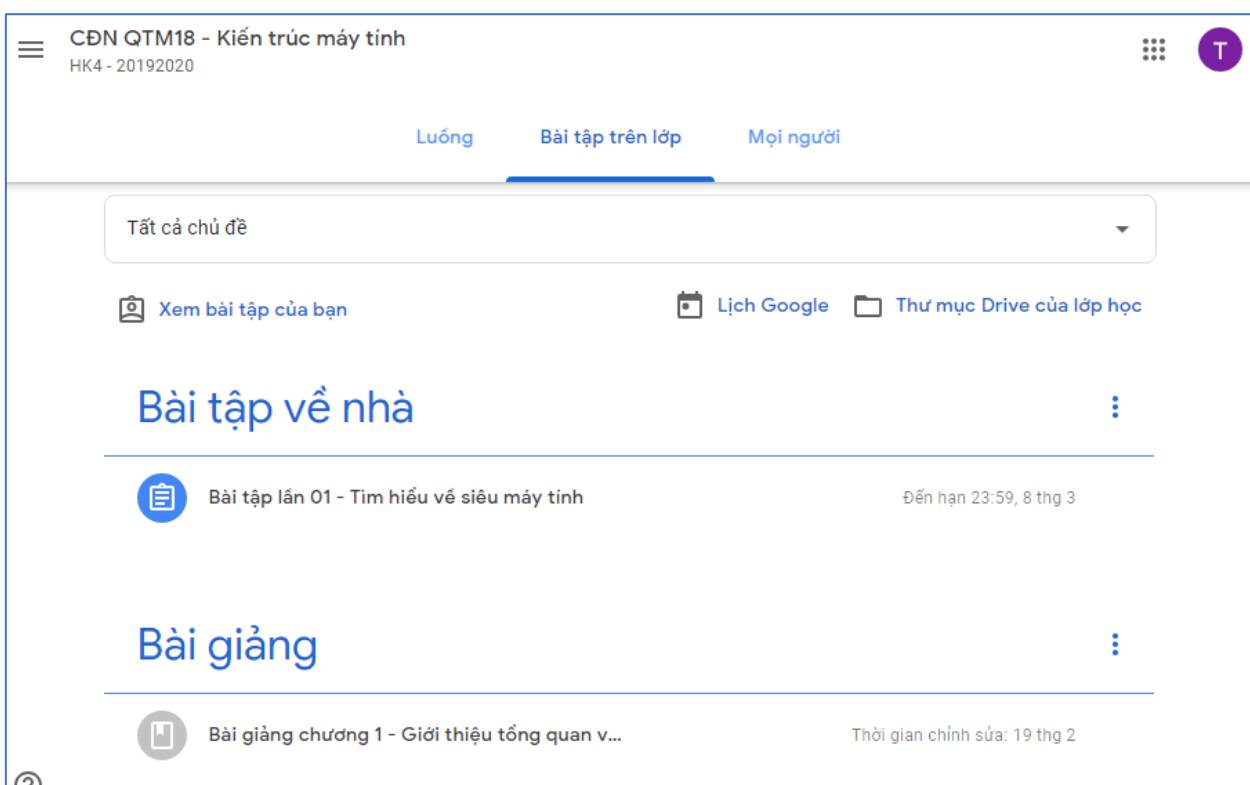 CĐN QTM18 - Kiến trúc máy tính
HK4 - 20192020
T
Luồng Bài tập trên lớp Mọi người
Tất cả chủ đề
Xem bài tập của bạn Lịch Google Thư mục Drive của lớp học
Bài tập về nhà
Bài tập lần 01 - Tìm hiểu về siêu máy tính Đến hạn 23:59, 8 thg 3
Bài giảng
Bài giảng chương 1 - Giới thiệu tổng quan v... Thời gian chỉnh sửa: 19 thg 2